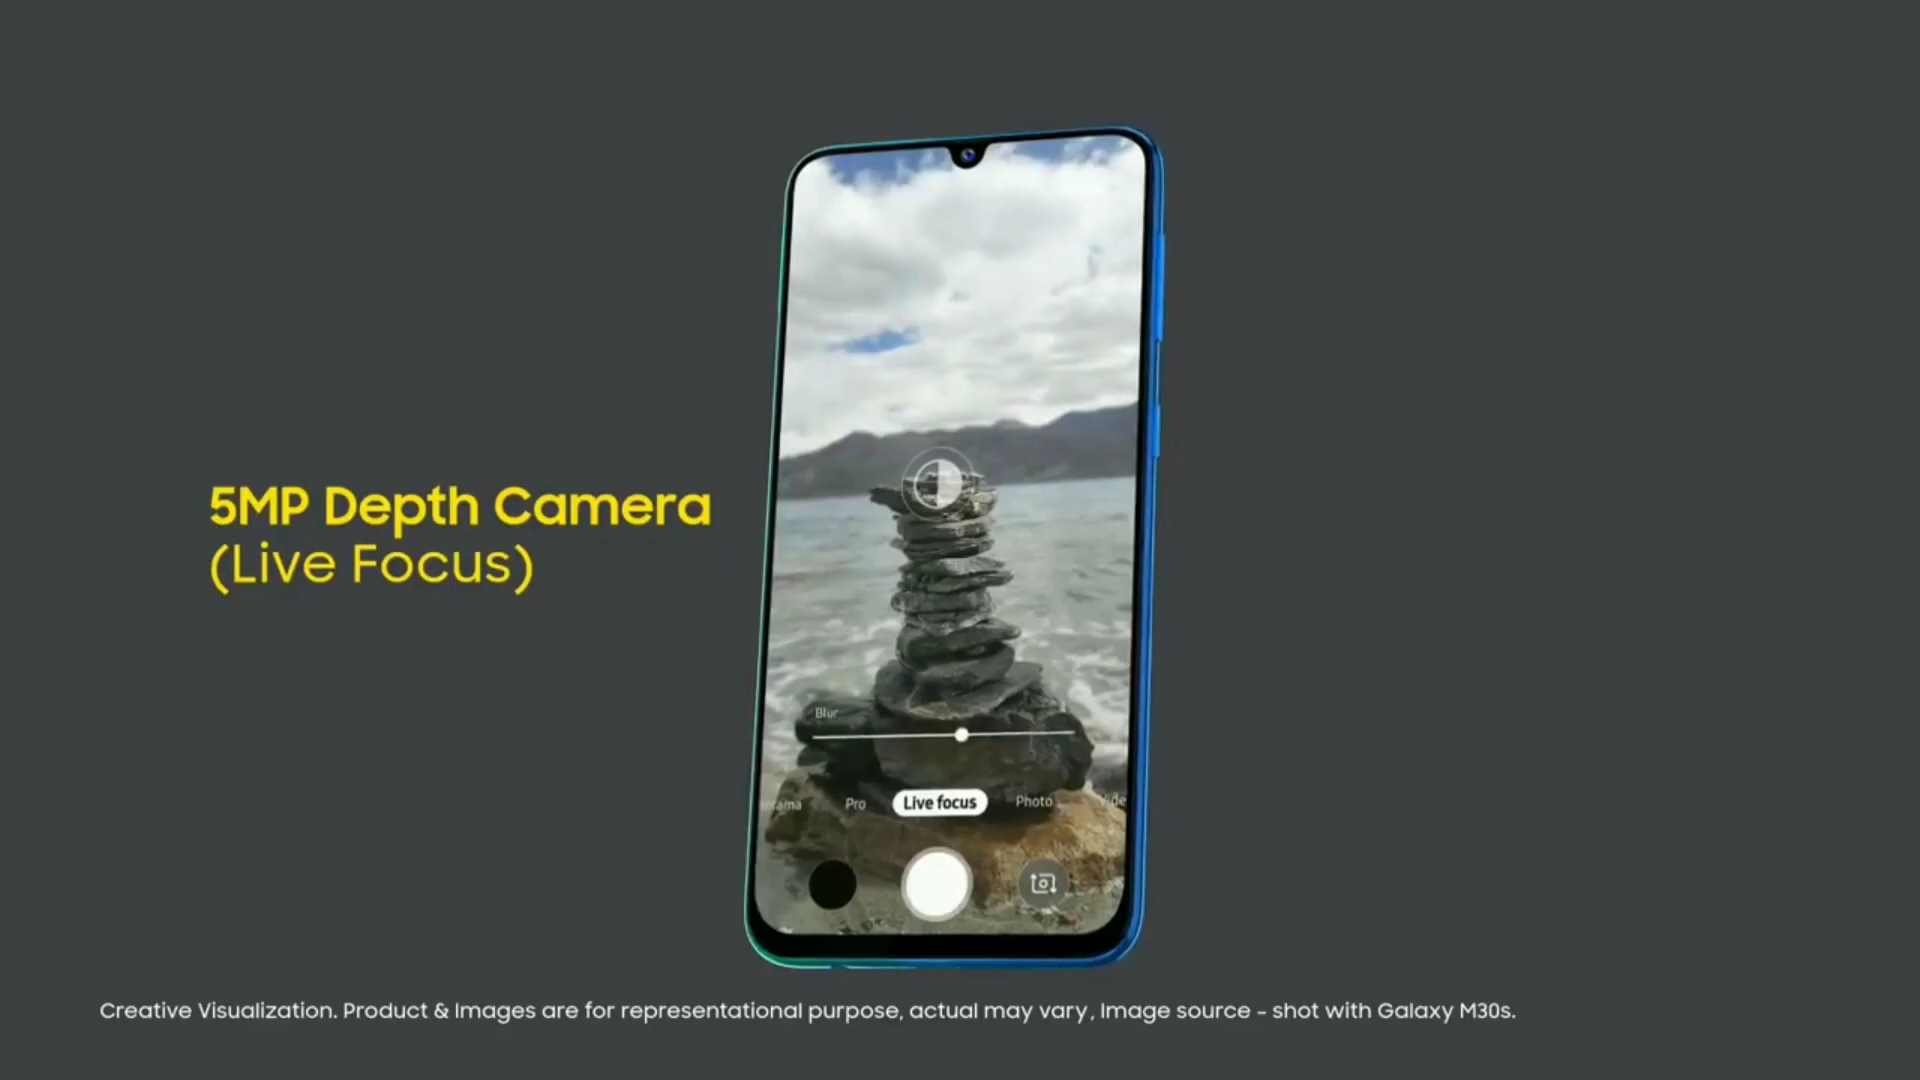 5MP Depth Camera
(Live Focus)
Blur
Pro Live focus Photo
Creative Visualization. Product & Images are for representational purpose, actual may vary, Image source - shot with Galaxy M30s.